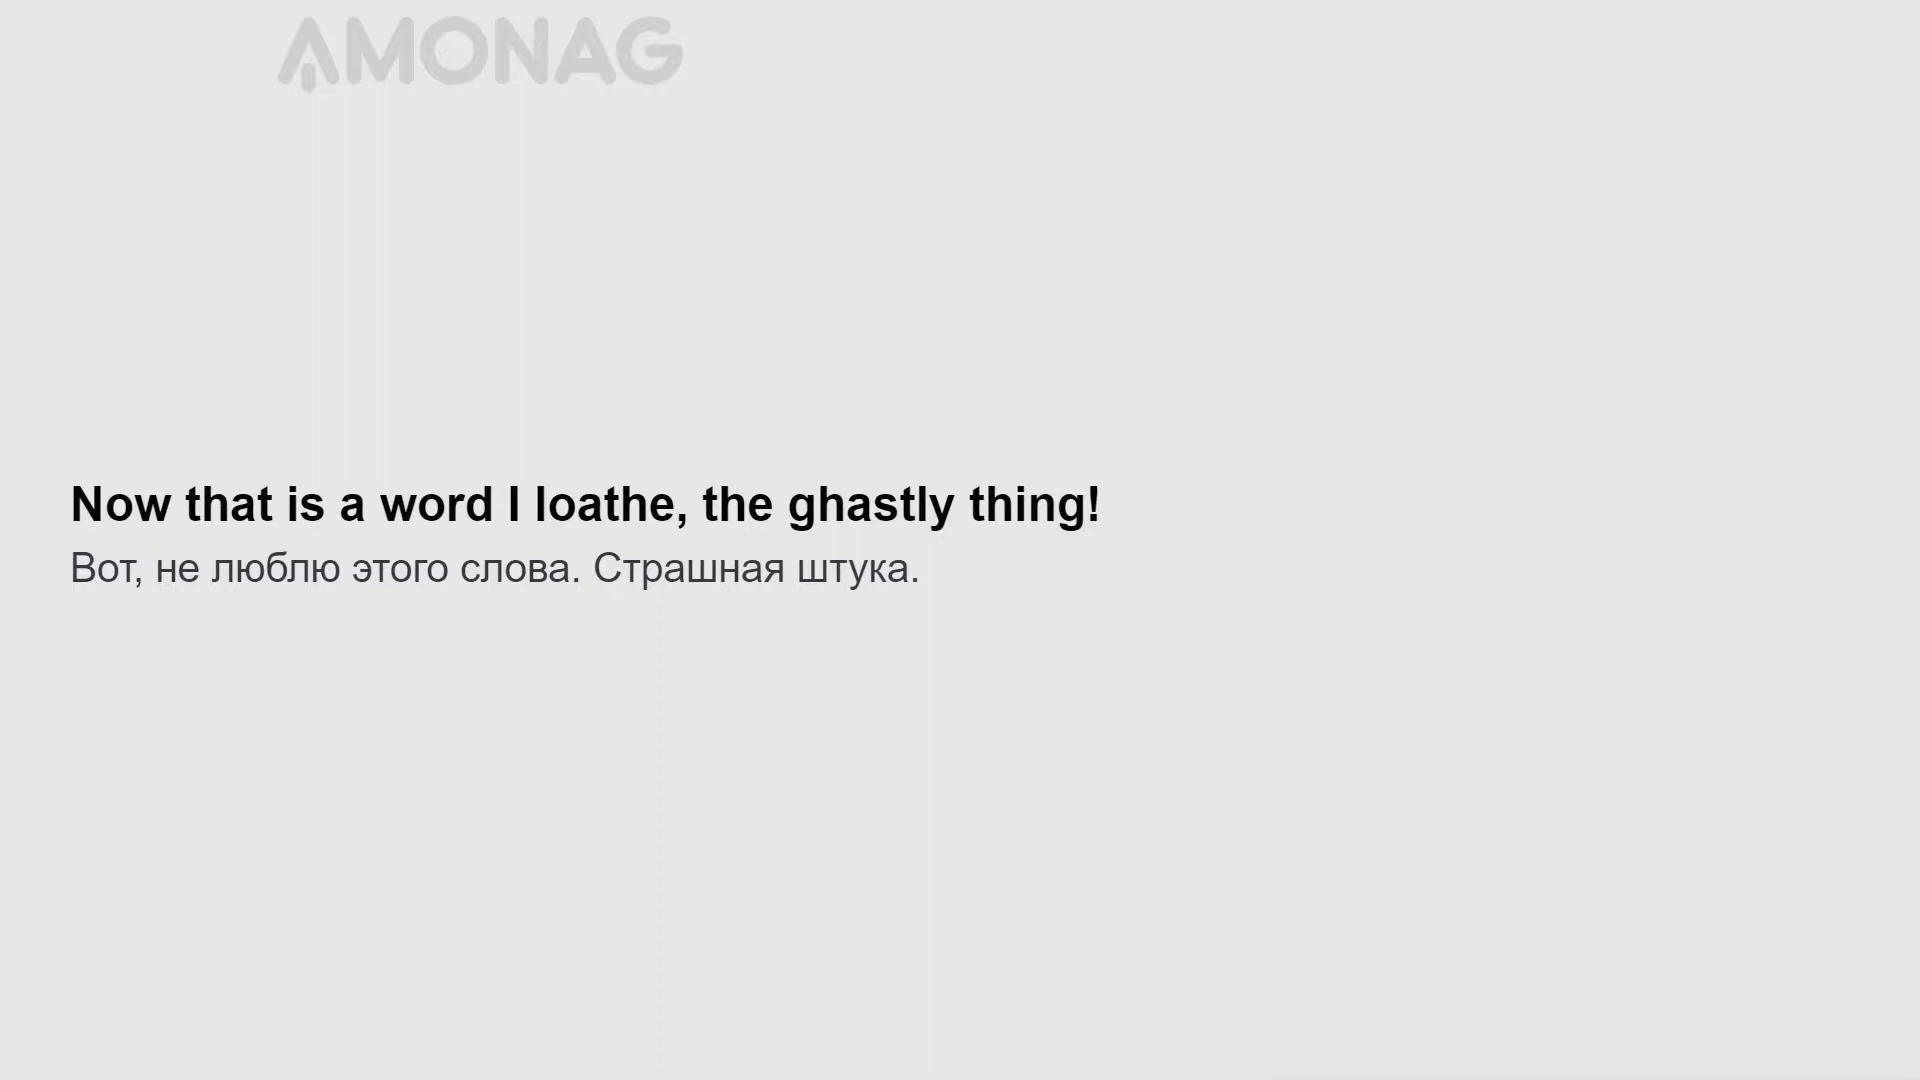 AMONAG
Now that is a word I loathe, the ghastly thing!
Вот, не люблю этого слова. Страшная штука.